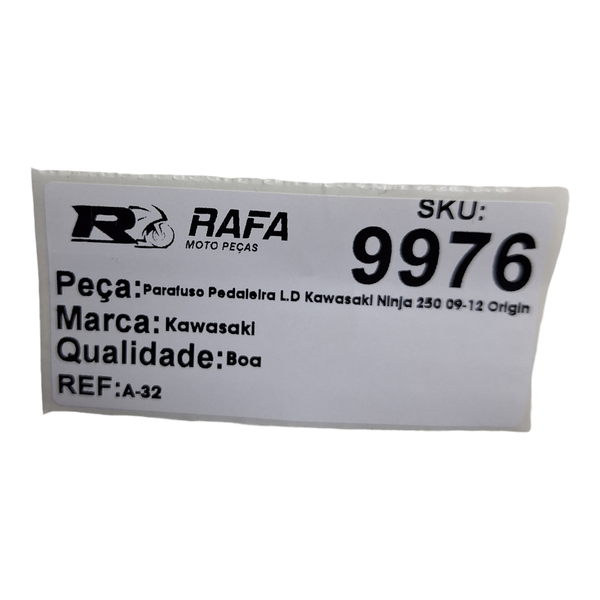 R RAFA
MOTO PEÇAS
SKU:
9976
Peça: Parafuso Pedaleira L.D Kawasaki Ninja 250 09-12 Origin
Marca: Kawasaki
Qualidade: Boa
REF: A-32